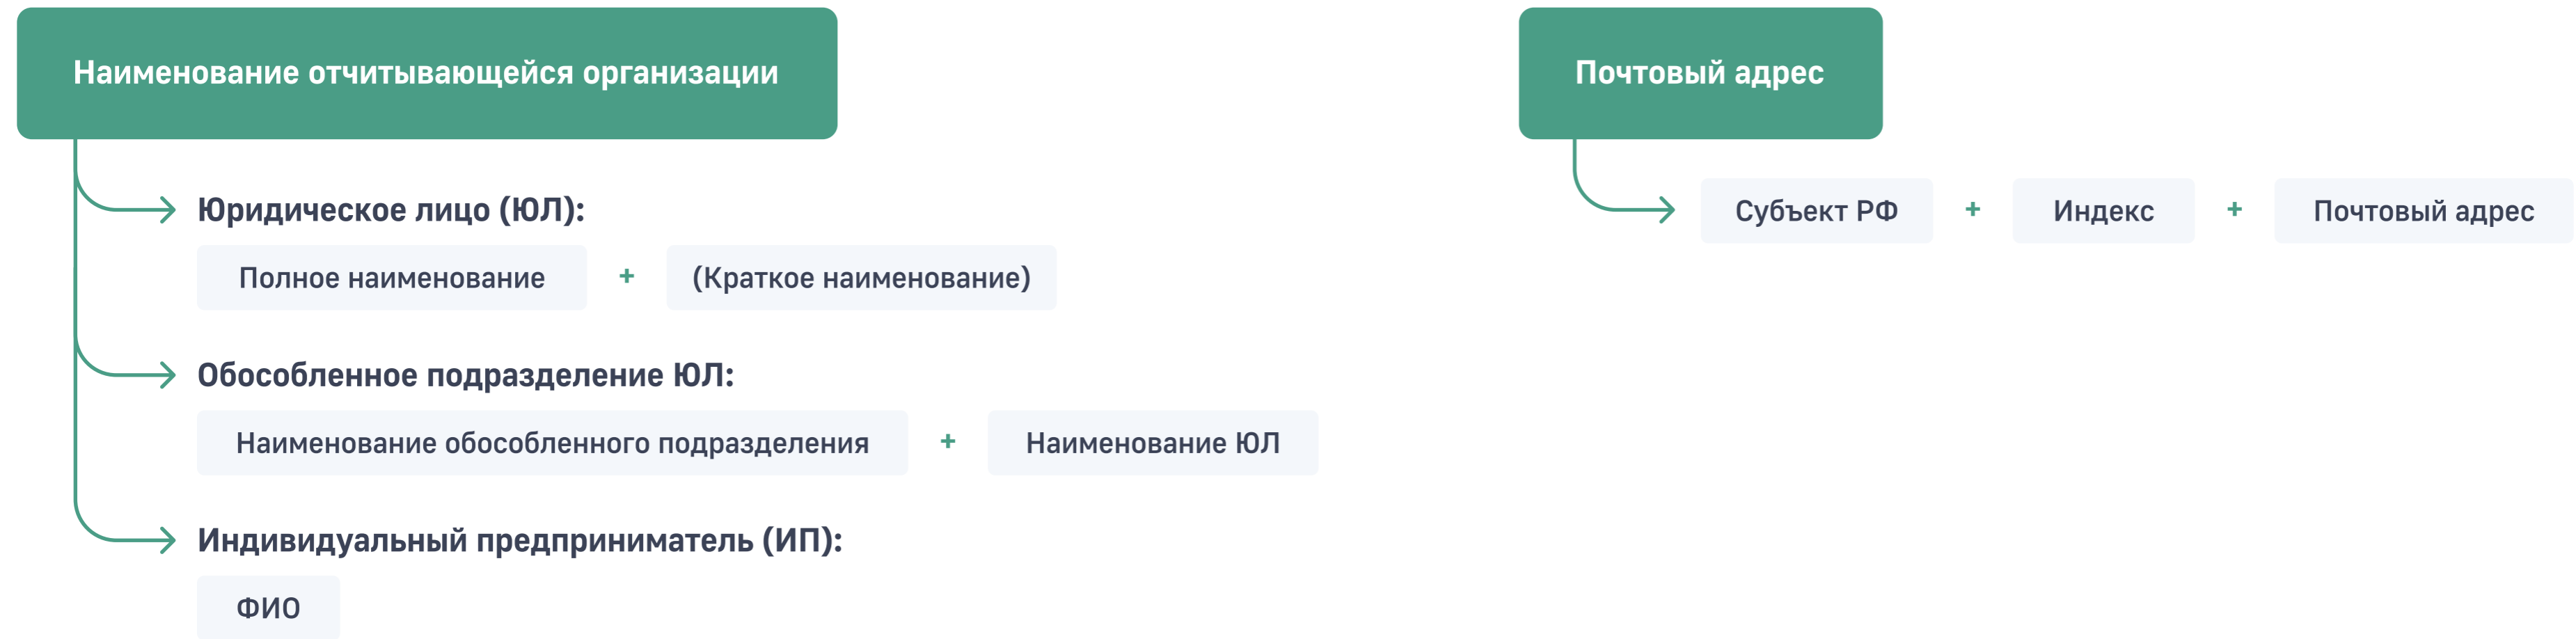 Наименование отчитывающейся организации
Юридическое лицо (ЮЛ):
Полное наименование + (Краткое наименование)
Обособленное подразделение ЮЛ:
Наименование обособленного подразделения + Наименование ЮЛ
Индивидуальный предприниматель (ИП):
ФИО
Почтовый адрес
Субъект РФ + Индекс + Почтовый адрес